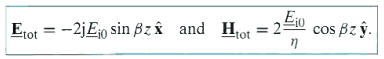 E_tot = −2jE_i0 sin βz x̂ and H_tot = 2 E_i0/η cos βz ŷ.